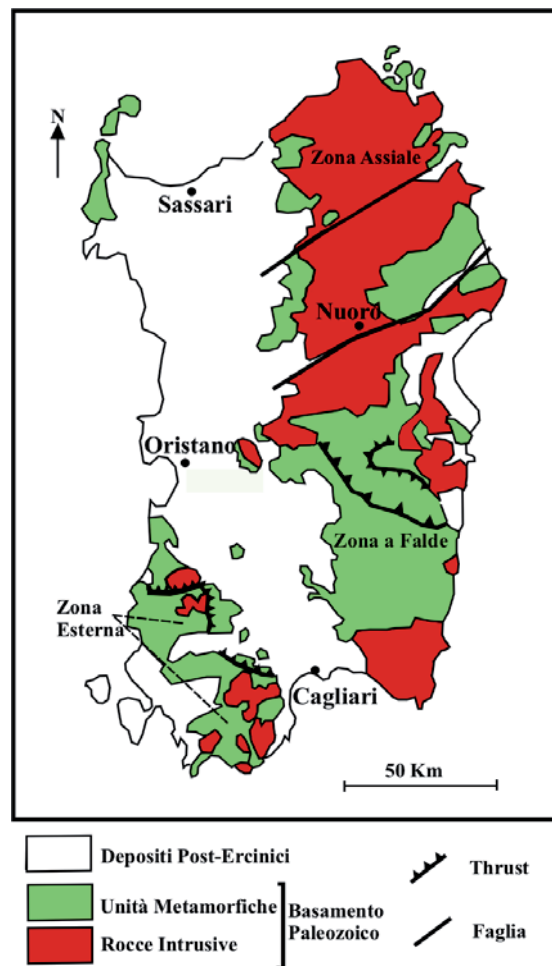 N
Zona Assiale
Sassari
Nuoro
Oristano
Zona a Falde
Zona
Esterna
Cagliari
50 Km
Depositi Post-Ercinici
Thrust
Unità Metamorfiche
Basamento
Paleozoico
Rocce Intrusive
Faglia